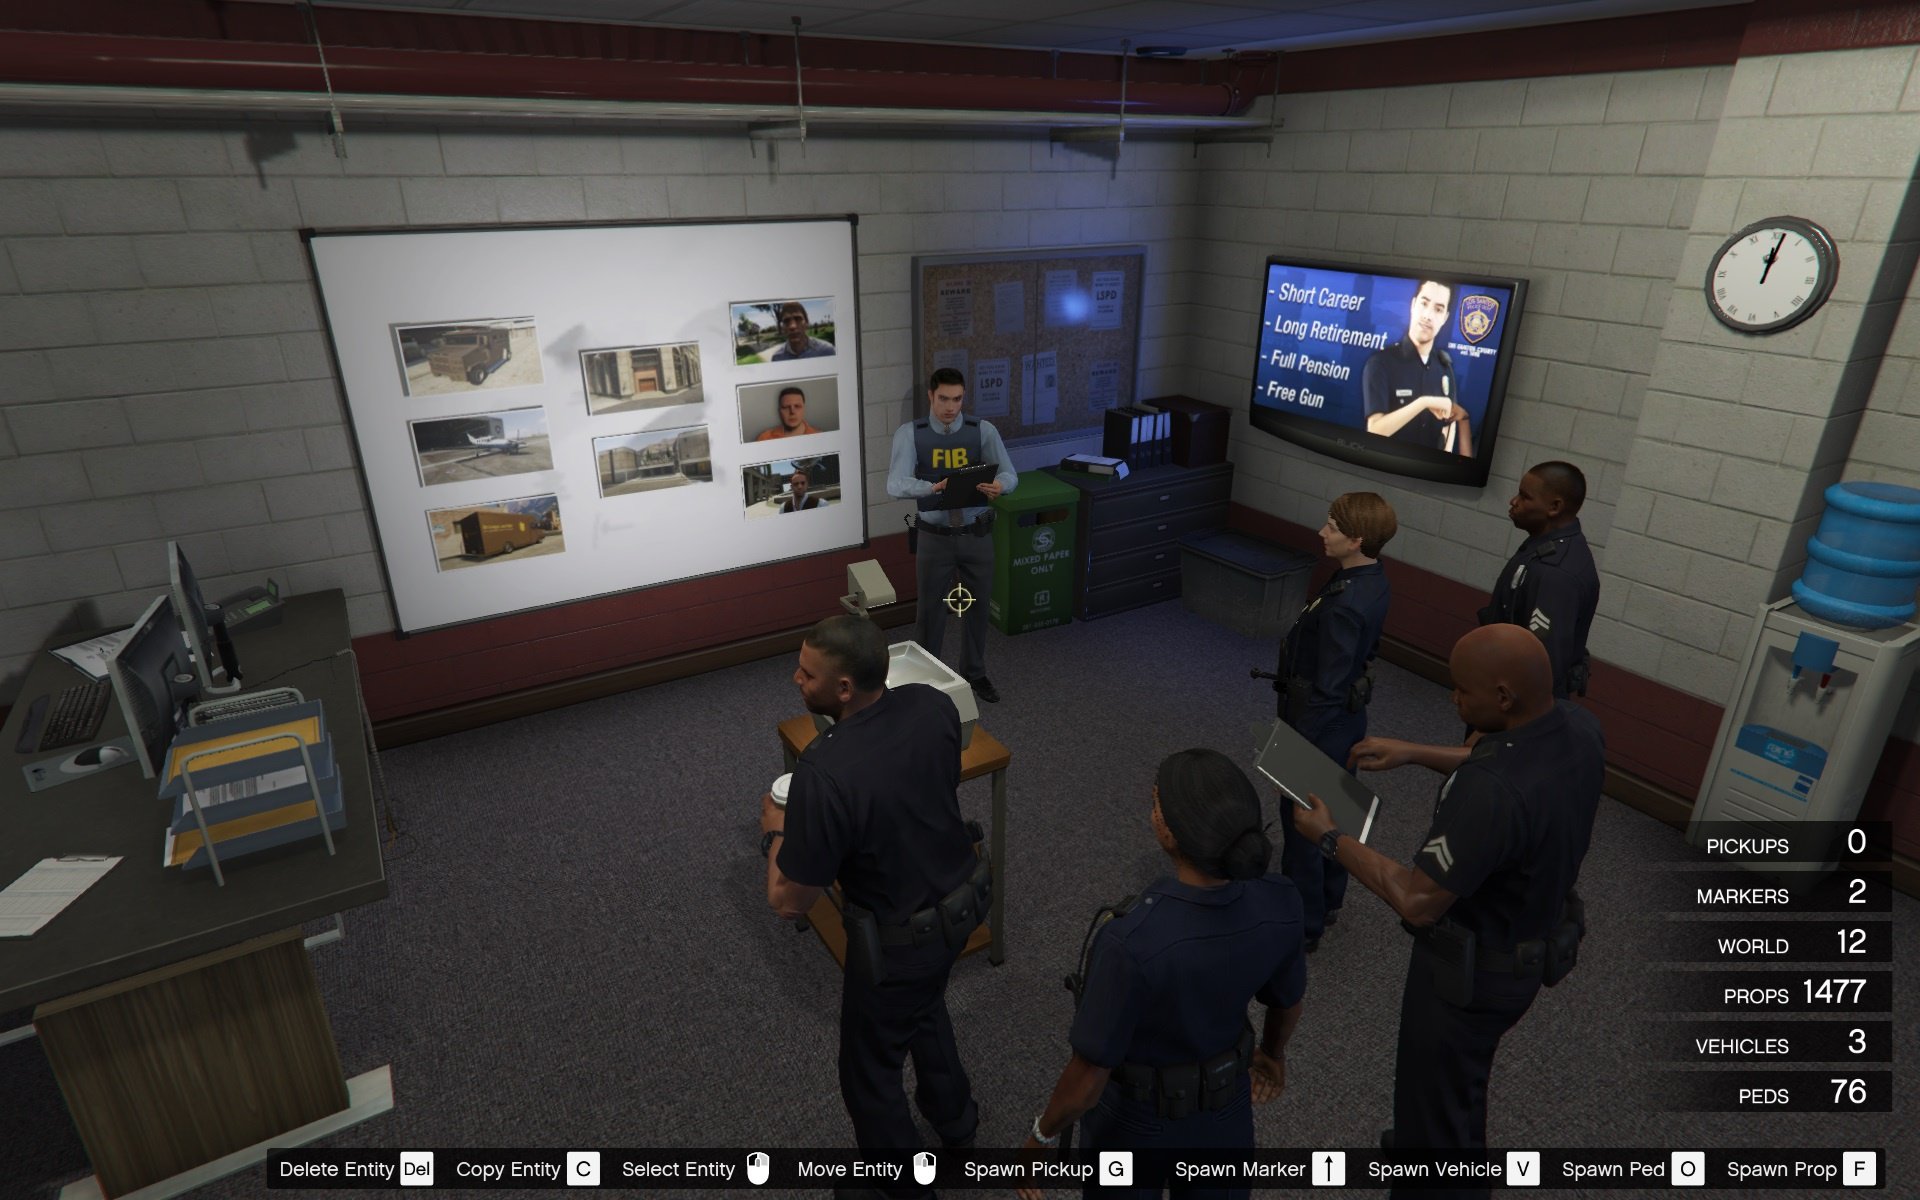 - Short Career
- Long Retirement
- Full Pension
- Free Gun
BEWARE
LSPD
LSPD
WANTED
FIB
MIXED PAPER
ONLY
PICKUPS 0
MARKERS 2
WORLD 12
PROPS 1477
VEHICLES 3
PEDS 76
Delete Entity Del Copy Entity C Select Entity Move Entity Spawn Pickup G Spawn Marker ↑ Spawn Vehicle V Spawn Ped O Spawn Prop F